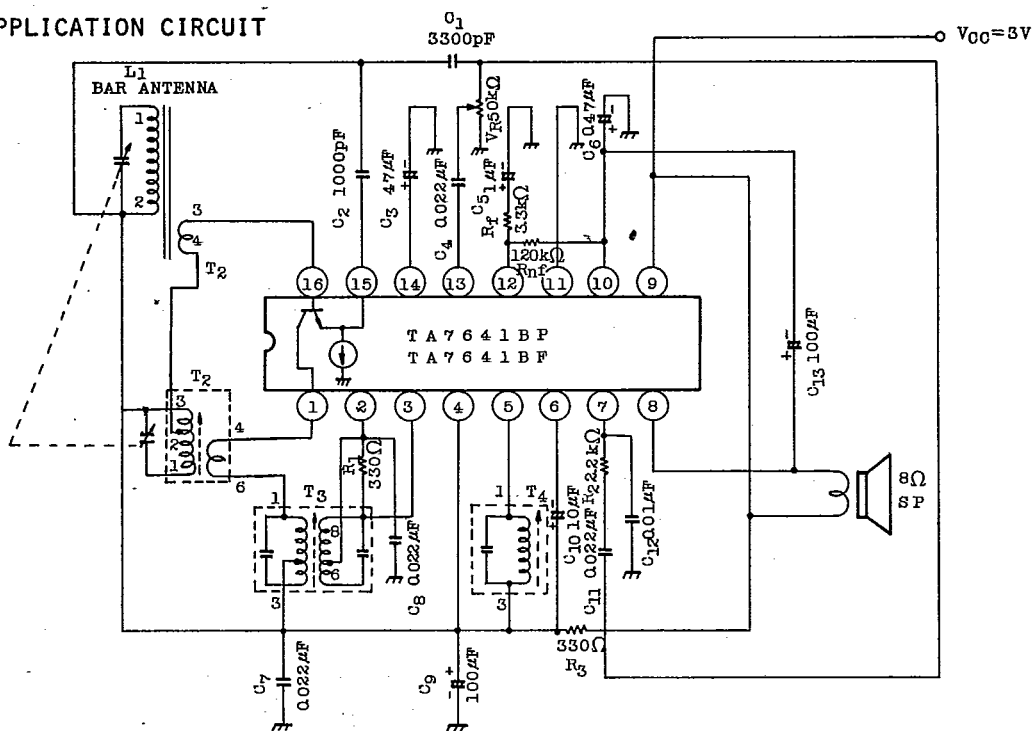 PPLICATION CIRCUIT
C1
3300pF
VCC=3V
L1
BAR ANTENNA
1
2
3
4
T2
C2 1000pF
C3 47µF
+ -
C4 0.022µF
VR50kΩ
C5 1µF
+ -
Rf 3.3kΩ
120kΩ
Rnf
C6 0.47µF
+ -
C13 100µF
+ -
16
15
14
13
12
11
10
9
TA7641BP
TA7641BF
1
2
3
4
5
6
7
8
T2
3
2
1
4
6
R1
330Ω
1
T3
8
6
3
C8 0.022µF
1
T4
3
C10 10µF
+ -
R2 2.2kΩ
C11 0.022µF
C12 0.01µF
8Ω
SP
330Ω
R3
C7 0.022µF
C9 100µF
+ -